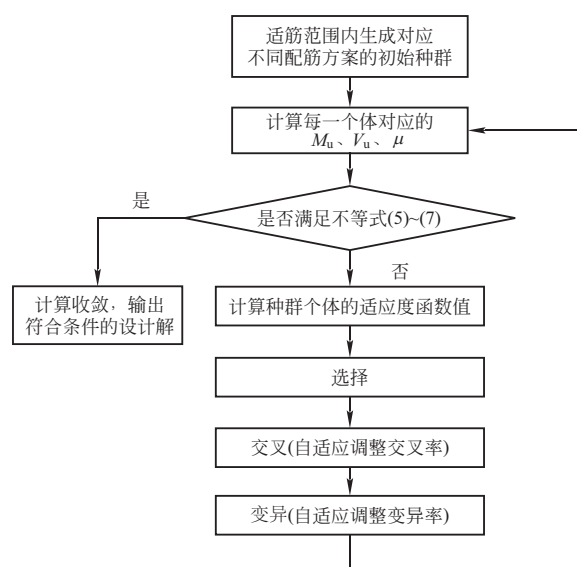 适筋范围内生成对应
不同配筋方案的初始种群
计算每一个体对应的
Mu、Vu、μ
是否满足不等式(5)~(7)
是
否
计算收敛，输出
符合条件的设计解
计算种群个体的适应度函数值
选择
交叉(自适应调整交叉率)
变异(自适应调整变异率)